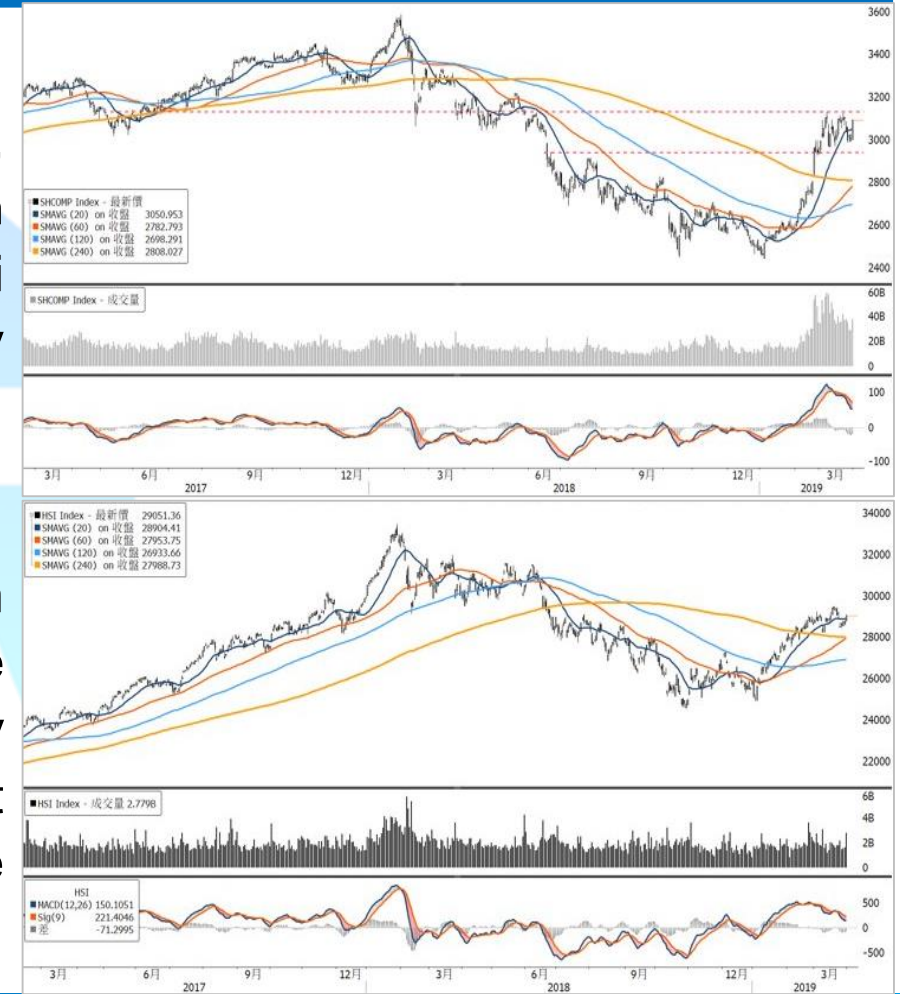 3600
3400
3200
3000
2800
2600
2400
SHCOMP Index - 最新價
SMAVG (20) on 收盤 3050.953
SMAVG (60) on 收盤 2782.793
SMAVG (120) on 收盤 2698.291
SMAVG (240) on 收盤 2808.027
SHCOMP Index - 成交量
60B
40B
20B
0
100
0
-100
3月 6月 9月 12月 3月 6月 9月 12月 3月
2017 2018 2019
HSI Index - 最新價 29051.36
SMAVG (20) on 收盤 28904.41
SMAVG (60) on 收盤 27953.75
SMAVG (120) on 收盤 26933.66
SMAVG (240) on 收盤 27988.73
34000
32000
30000
28000
26000
24000
22000
HSI Index - 成交量 2.779B
6B
4B
2B
0
HSI
MACD(12,26) 150.1051
Sig(9) 221.4046
差 -71.2995
500
0
-500
3月 6月 9月 12月 3月 6月 9月 12月 3月
2017 2018 2019